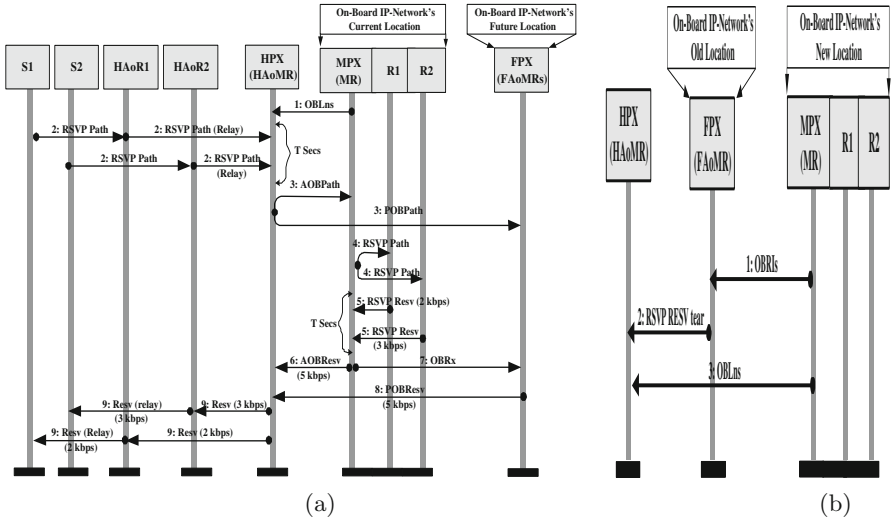 On-Board IP-Network's
Current Location
On-Board IP-Network's
Future Location
S1
S2
HAoR1
HAoR2
HPX
(HAoMR)
MPX
(MR)
R1
R2
FPX
(FAoMRs)
1: OBLns
2: RSVP Path
2: RSVP Path (Relay)
T Secs
2: RSVP Path
2: RSVP Path
(Relay)
3: AOBPath
3: POBPath
4: RSVP Path
4: RSVP Path
T Secs
5: RSVP Resv (2 kbps)
5: RSVP Resv
(3 kbps)
6: AOBResv
(5 kbps)
7: OBRx
8: POBResv
(5 kbps)
9: Resv (relay)
(3 kbps)
9: Resv (3 kbps)
9: Resv (Relay)
(2 kbps)
9: Resv (2 kbps)
(a)
On-Board IP-Network's
Old Location
On-Board IP-Network's
New Location
HPX
(HAoMR)
FPX
(FAoMR)
MPX
(MR)
R1
R2
1: OBRIs
2: RSVP RESV tear
3: OBLns
(b)